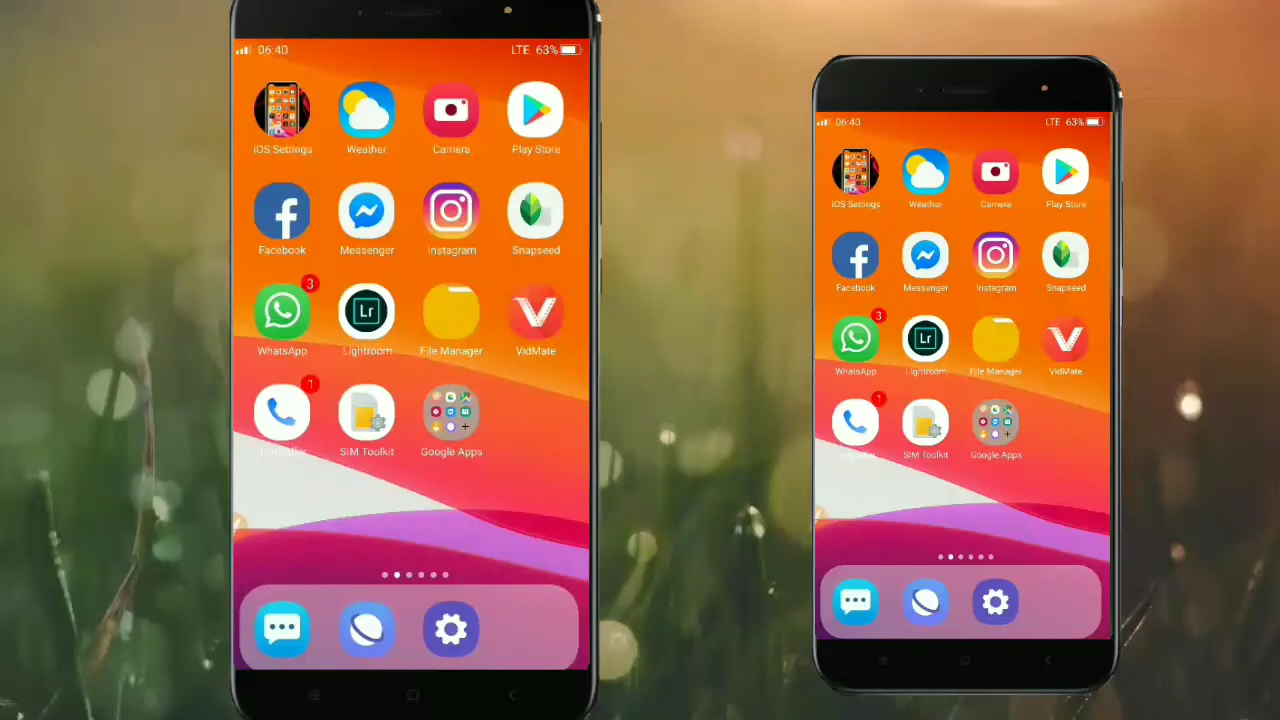 06:40 LTE 63%
iOS Settings Weather Camera Play Store
Facebook Messenger Instagram Snapseed
3
WhatsApp Lightroom File Manager VidMate
Lr
1
SIM Toolkit Google Apps
06:40 LTE 63%
iOS Settings Weather Camera Play Store
Facebook Messenger Instagram Snapseed
3
WhatsApp Lightroom File Manager VidMate
Lr
1
SIM Toolkit Google Apps